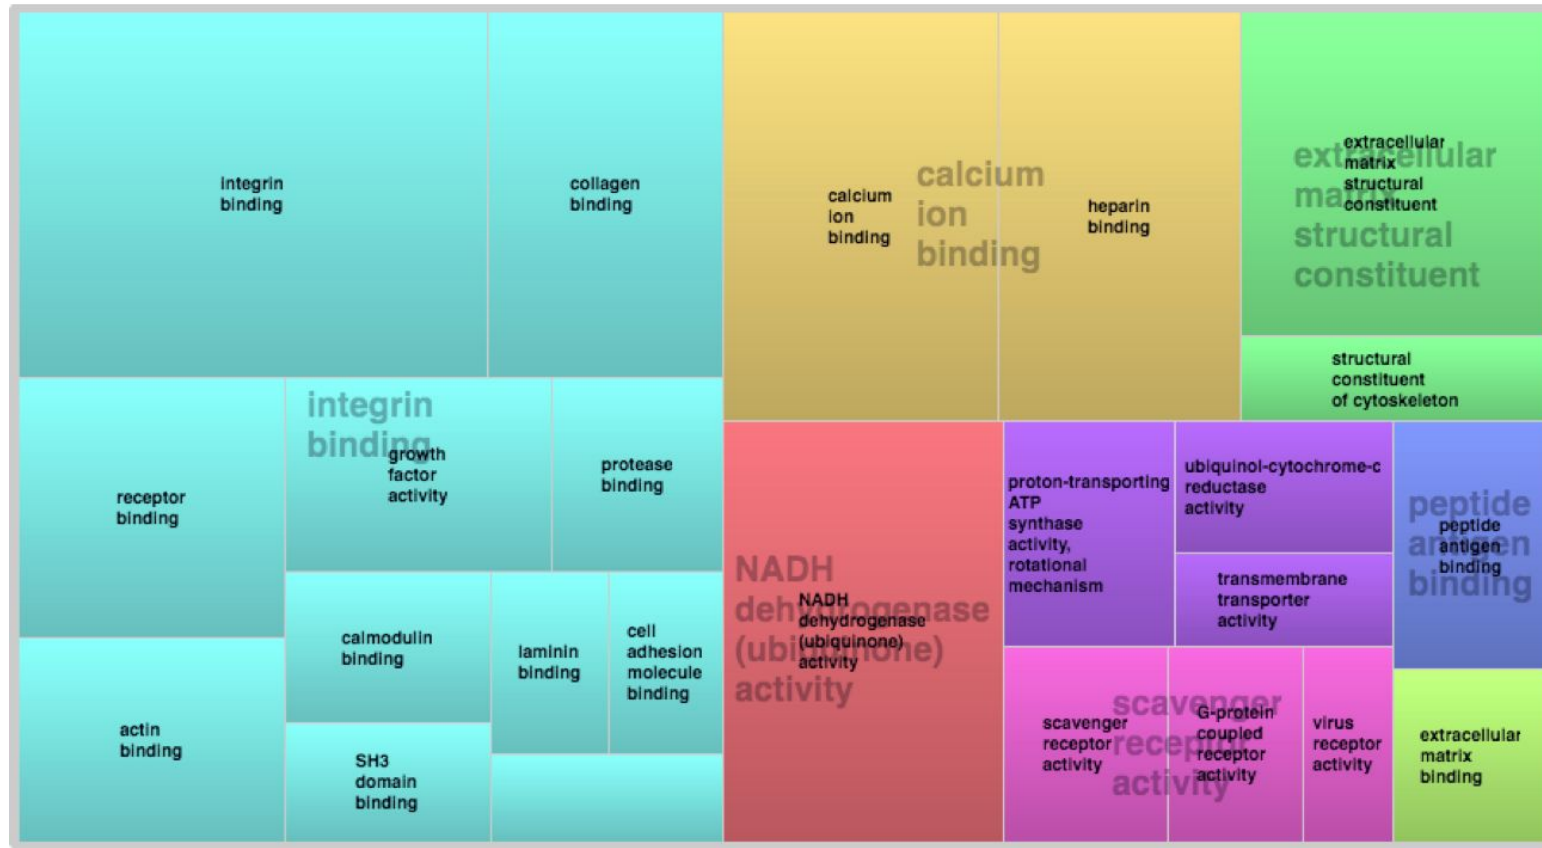 integrin
binding
collagen
binding
calcium
ion
binding
calcium
ion
binding
heparin
binding
extracellular
matrix
structural
constituent
extracellular
matrix
structural
constituent
structural
constituent
of cytoskeleton
integrin
binding
receptor
binding
growth
factor
activity
protease
binding
actin
binding
calmodulin
binding
SH3
domain
binding
laminin
binding
cell
adhesion
molecule
binding
NADH
dehydrogenase
(ubiquinone)
activity
NADH
dehydrogenase
(ubiquinone)
activity
proton-transporting
ATP
synthase
activity,
rotational
mechanism
ubiquinol-cytochrome-c
reductase
activity
transmembrane
transporter
activity
peptide
antigen
binding
peptide
antigen
binding
scavenger
receptor
activity
scavenger
receptor
activity
G-protein
coupled
receptor
activity
virus
receptor
activity
extracellular
matrix
binding